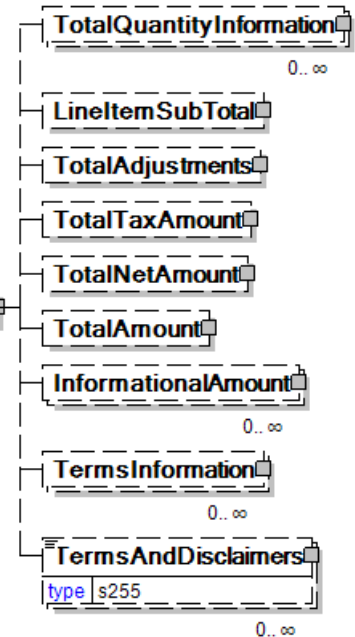 TotalQuantityInformation
0.. ∞
LineItemSubTotal
TotalAdjustments
TotalTaxAmount
TotalNetAmount
TotalAmount
InformationalAmount
0.. ∞
TermsInformation
0.. ∞
TermsAndDisclaimers
type s255
0.. ∞